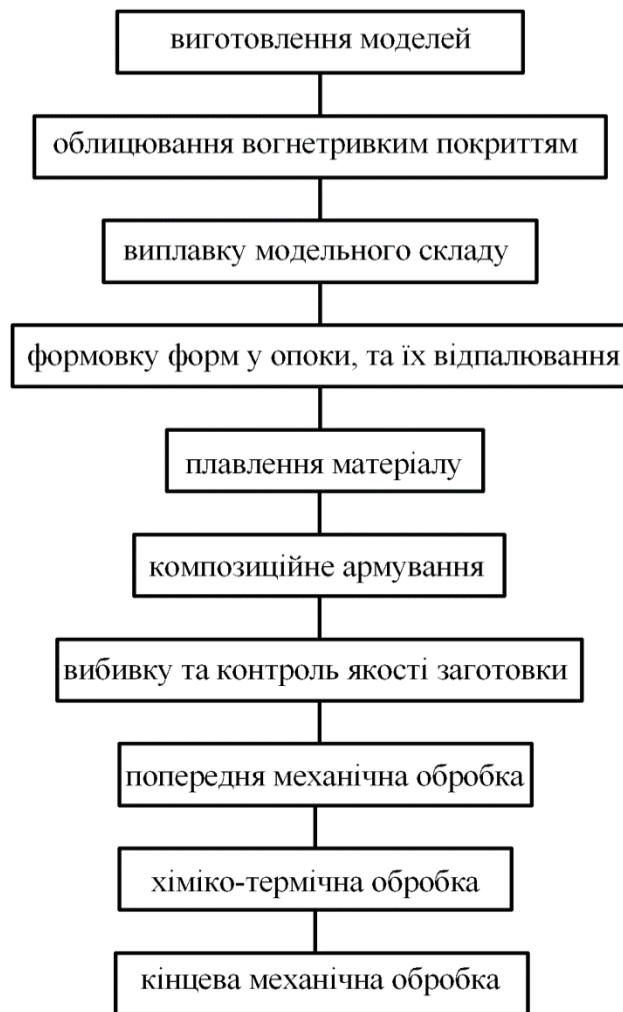 виготовлення моделей
облицювання вогнетривким покриттям
виплавку модельного складу
формовку форм у опоки, та їх відпалювання
плавлення матеріалу
композиційне армування
вибивку та контроль якості заготовки
попередня механічна обробка
хіміко-термічна обробка
кінцева механічна обробка